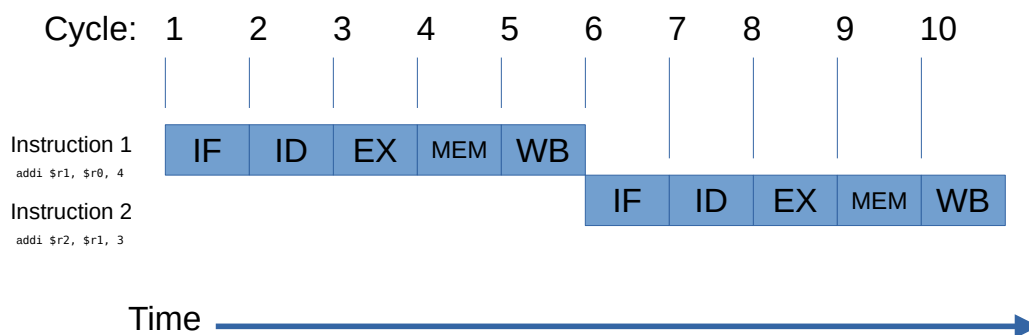 Cycle: 1 2 3 4 5 6 7 8 9 10
Instruction 1
addi $r1, $r0, 4
IF ID EX MEM WB
Instruction 2
addi $r2, $r1, 3
IF ID EX MEM WB
Time